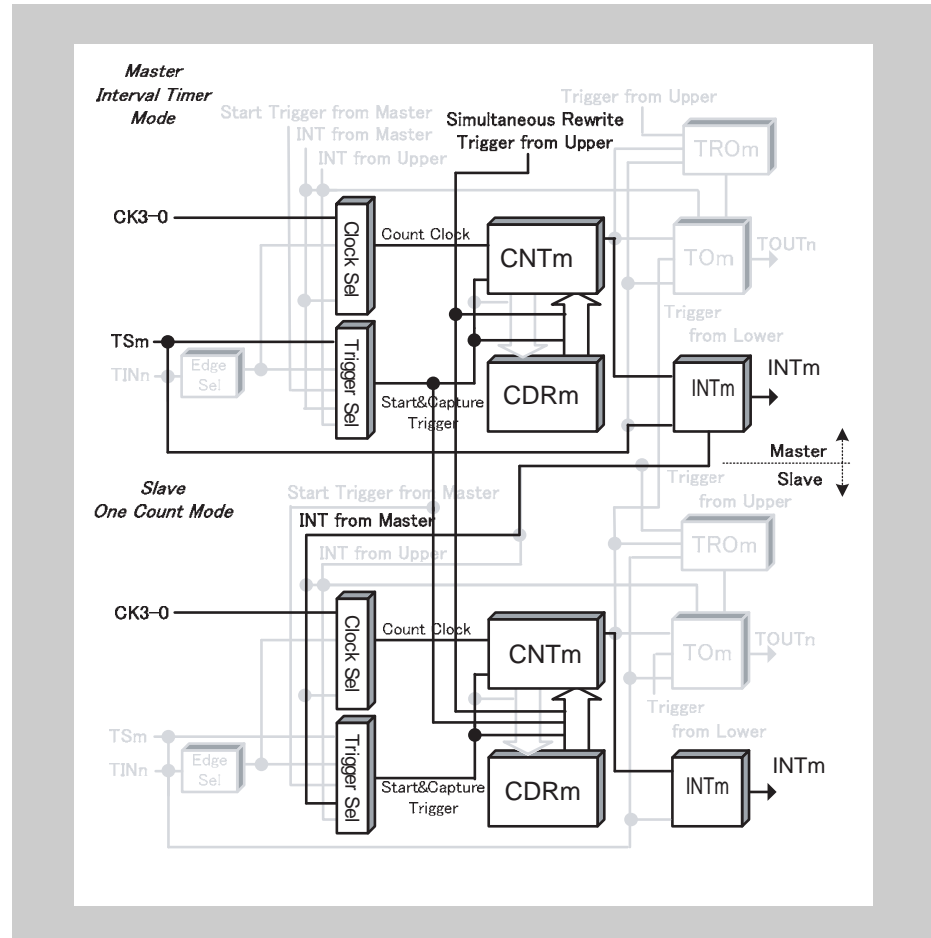 Master
Interval Timer
Mode
Start Trigger from Master
INT from Master
INT from Upper
Simultaneous Rewrite
Trigger from Upper
Trigger from Upper
TROm
CK3-0
Clock Sel
Count Clock
CNTm
TOm
TOUTn
Trigger
from Lower
TSm
TINn
Edge
Sel
Trigger Sel
Start&Capture
Trigger
CDRm
INTm
INTm
Master
Slave
Slave
One Count Mode
Start Trigger from Master
INT from Master
INT from Upper
Trigger
from Upper
TROm
CK3-0
Clock Sel
Count Clock
CNTm
TOm
TOUTn
Trigger
from Lower
TSm
TINn
Edge
Sel
Trigger Sel
Start&Capture
Trigger
CDRm
INTm
INTm